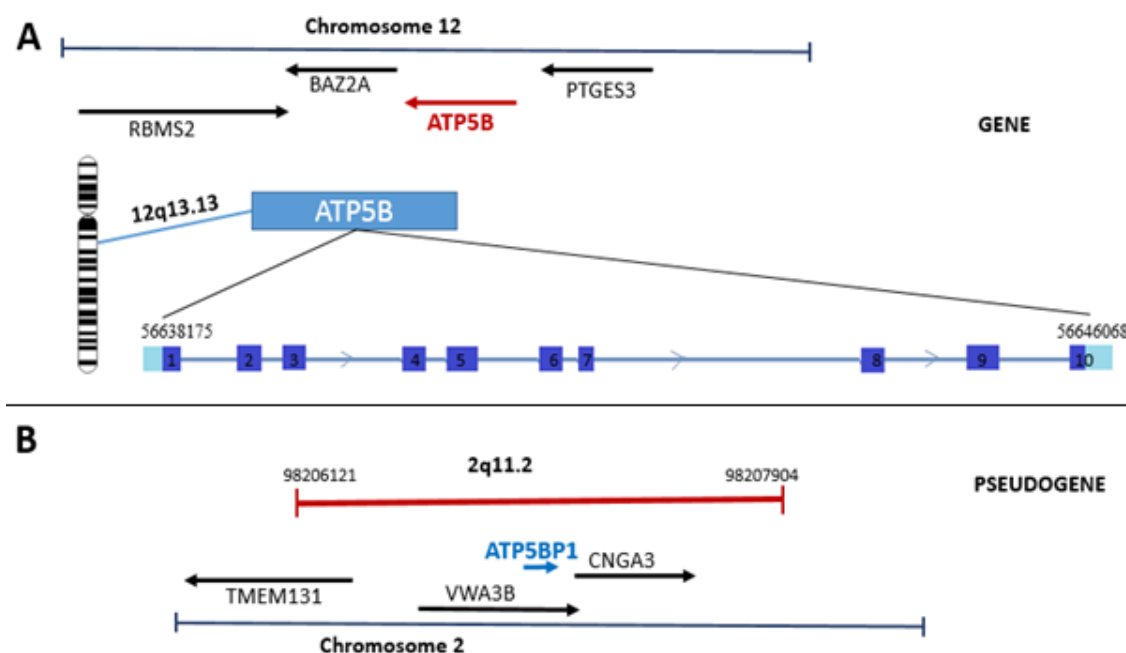 A
Chromosome 12
BAZ2A
PTGES3
RBMS2
ATP5B
GENE
12q13.13
ATP5B
56638175
56646068
1 2 3 4 5 6 7 8 9 10
B
2q11.2
98206121
98207904
PSEUDOGENE
ATP5BP1
CNGA3
TMEM131
VWA3B
Chromosome 2